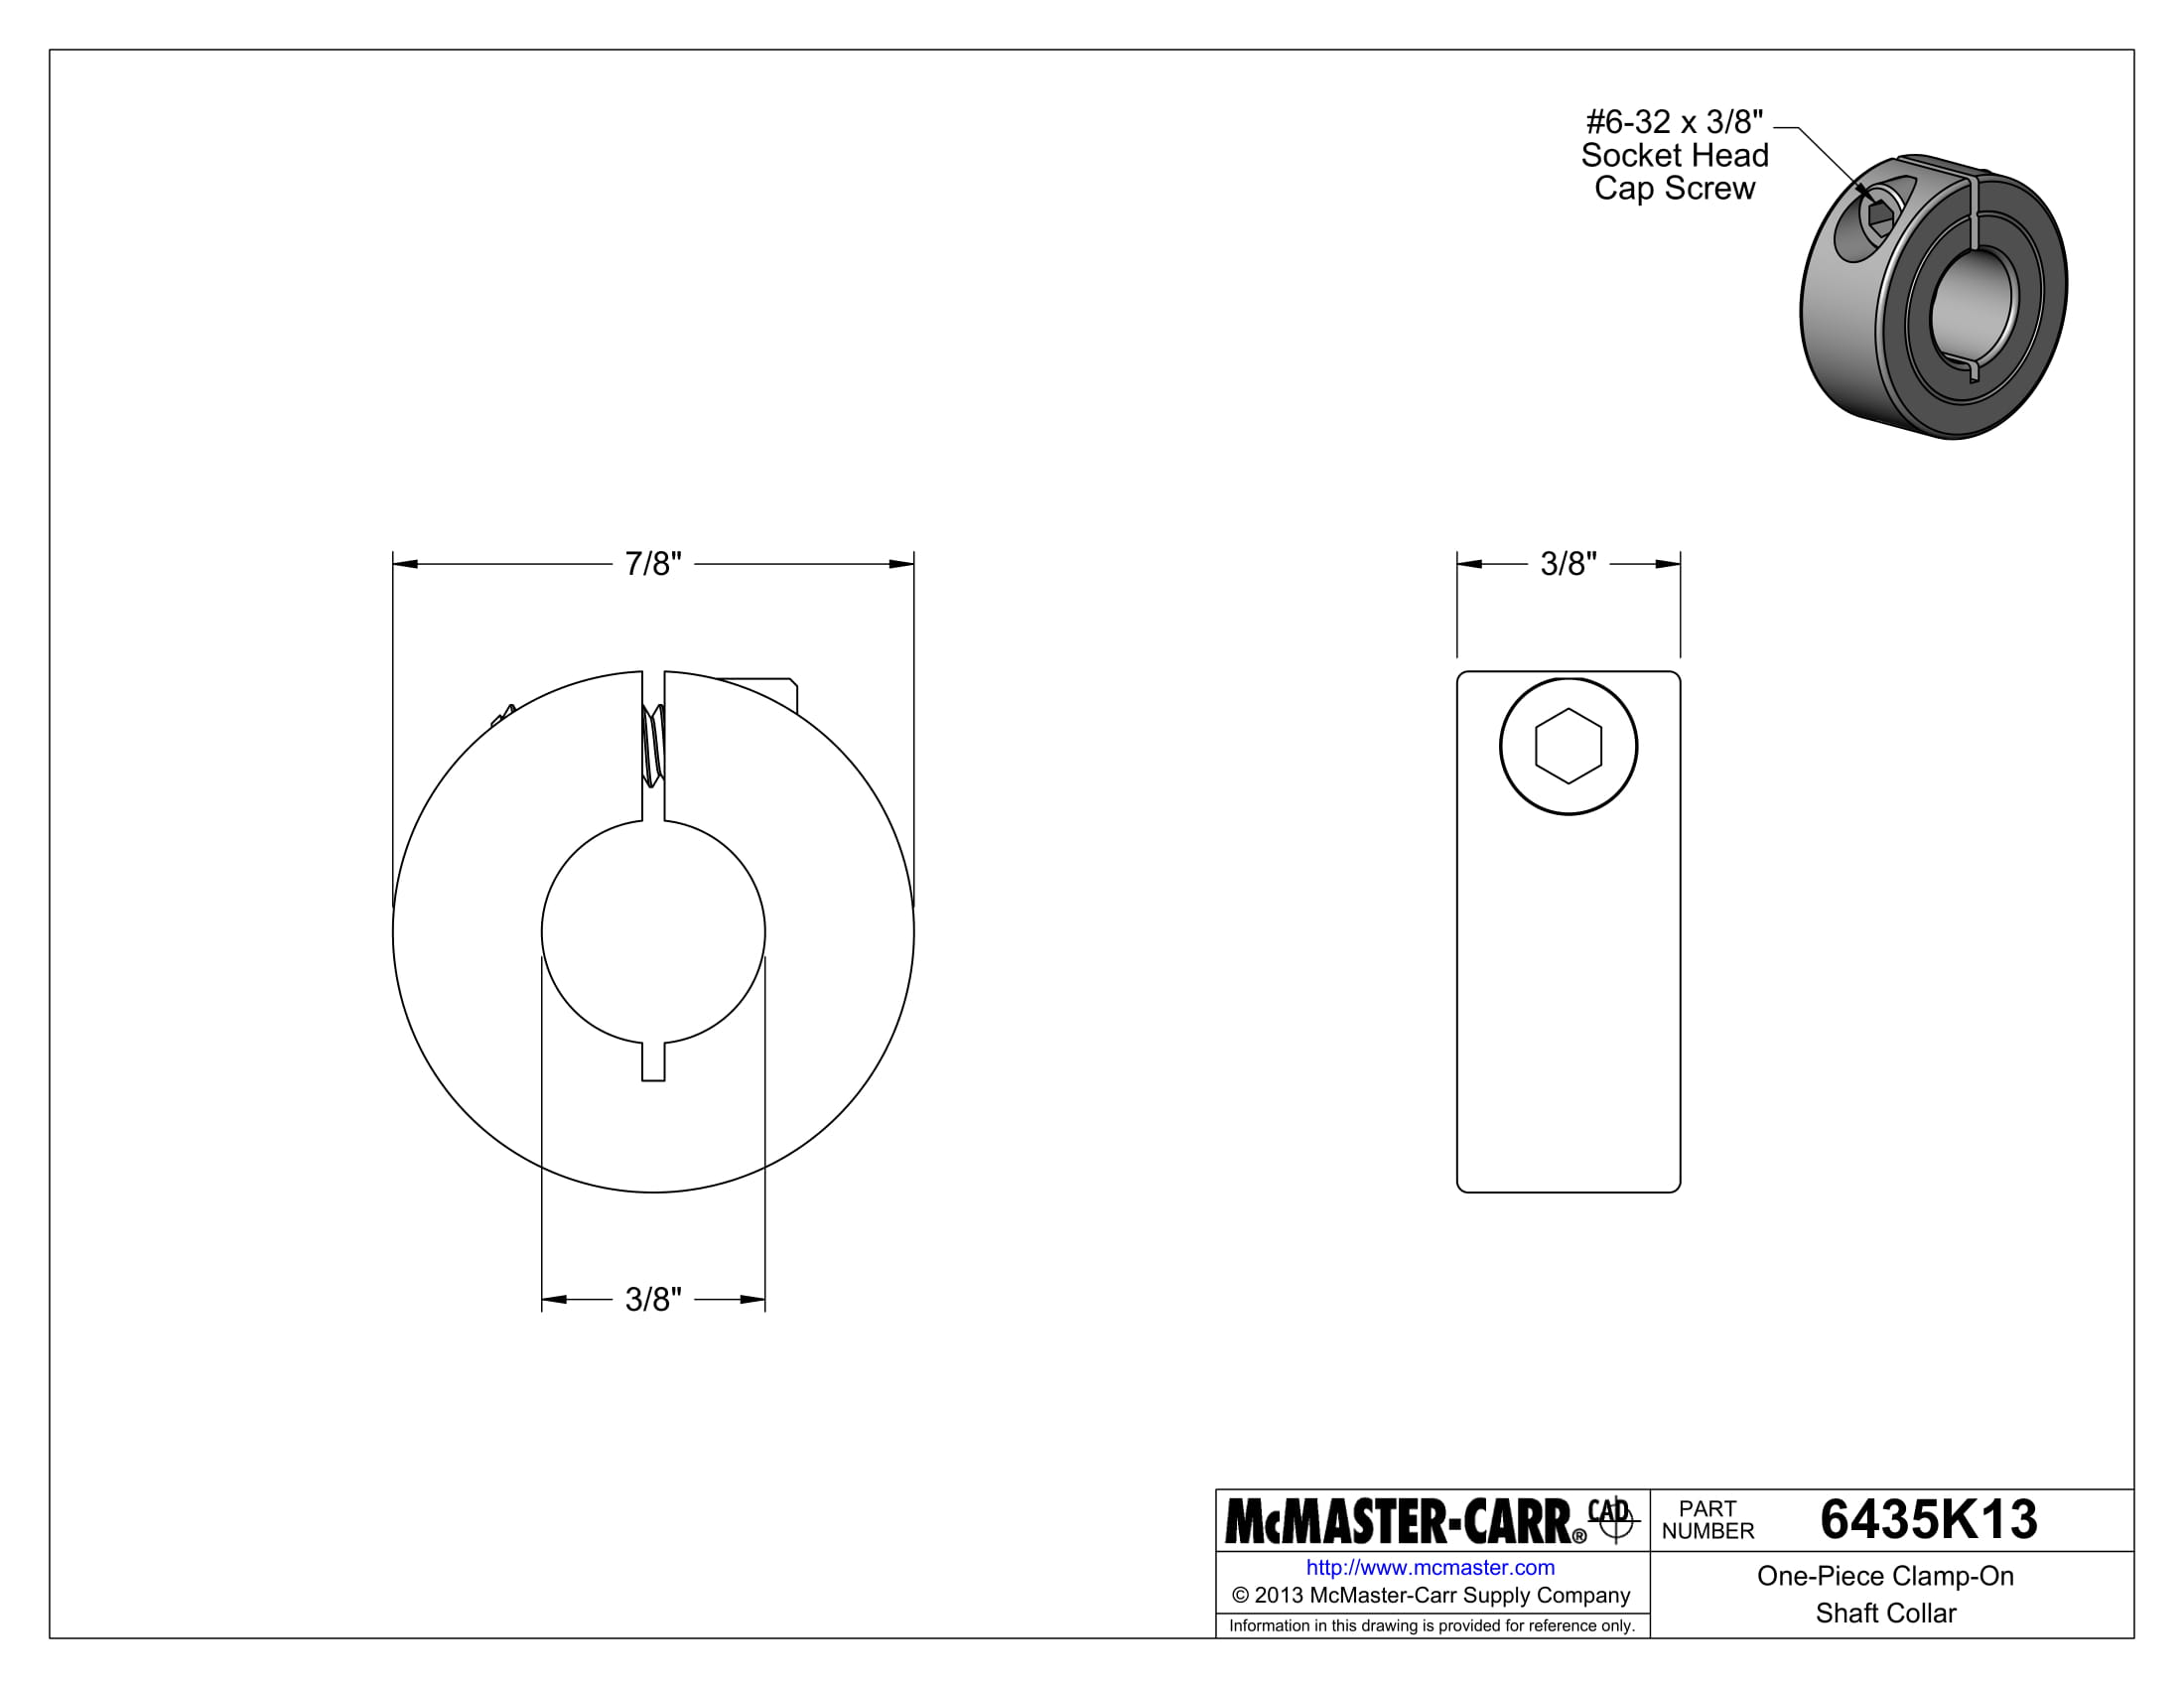 #6-32 x 3/8"
Socket Head
Cap Screw
7/8"
3/8"
3/8"
McMASTER-CARR® CAD
http://www.mcmaster.com
© 2013 McMaster-Carr Supply Company
Information in this drawing is provided for reference only.
PART
NUMBER
6435K13
One-Piece Clamp-On
Shaft Collar